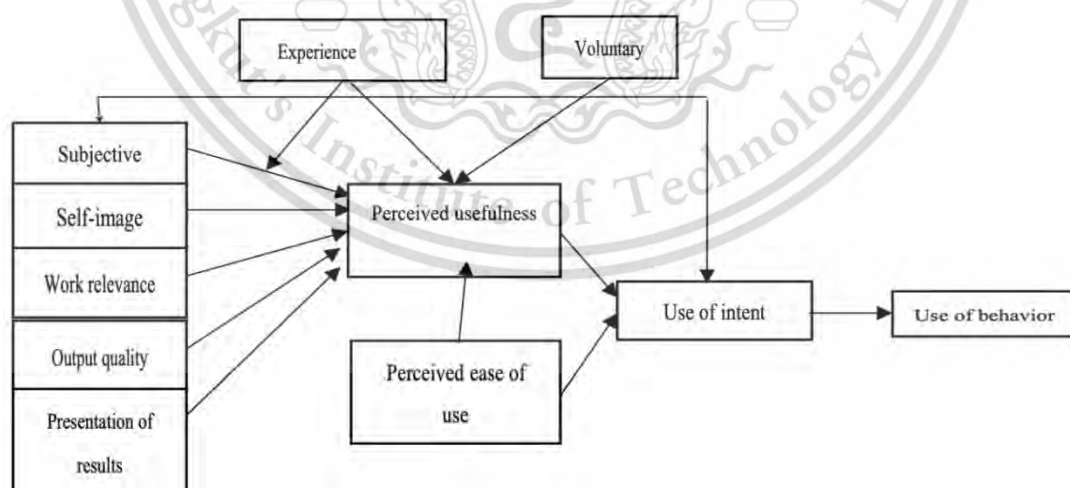 Experience
Voluntary
Subjective
Self-image
Work relevance
Output quality
Presentation of
results
Perceived usefulness
Perceived ease of
use
Use of intent
Use of behavior
gkut's Institute of Technology L